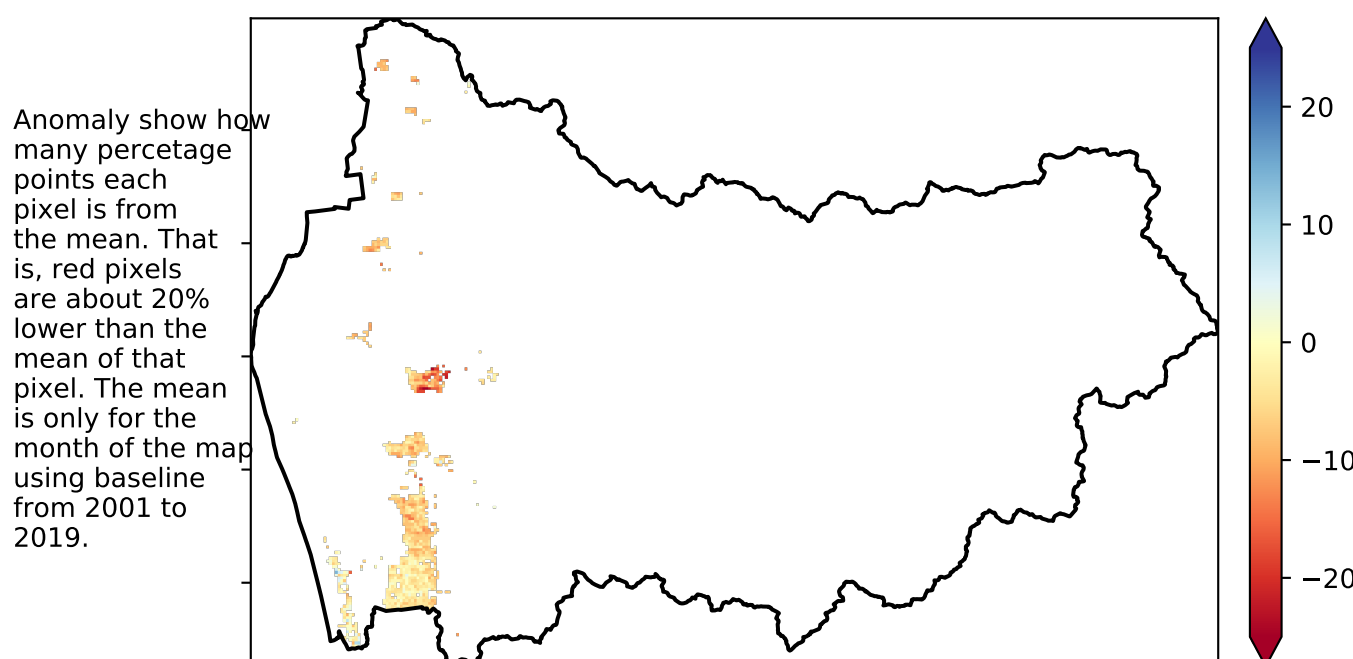 Anomaly show how
many percetage
points each
pixel is from
the mean. That
is, red pixels
are about 20%
lower than the
mean of that
pixel. The mean
is only for the
month of the map
using baseline
from 2001 to
2019.
20
10
0
−10
−20